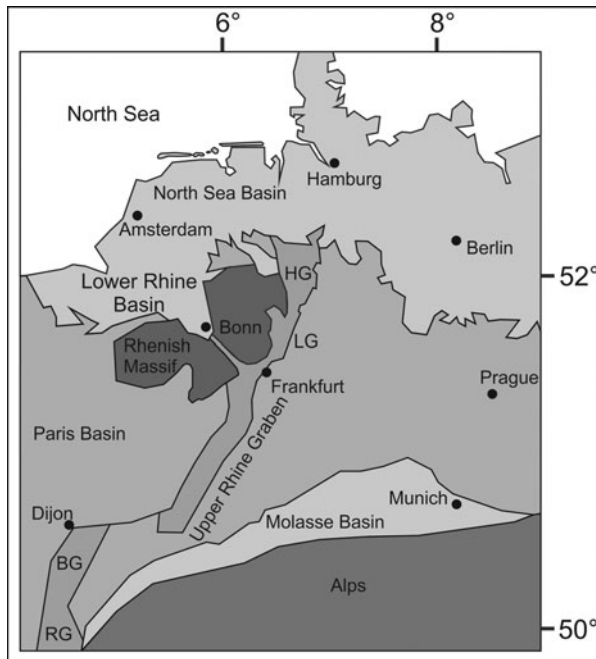 6° 8°
North Sea
Hamburg
North Sea Basin
Amsterdam
Berlin
HG
52°
Lower Rhine
Basin
Bonn
LG
Rhenish
Massif
Frankfurt
Prague
Paris Basin
Upper Rhine Graben
Munich
Dijon
Molasse Basin
BG
Alps
RG
50°